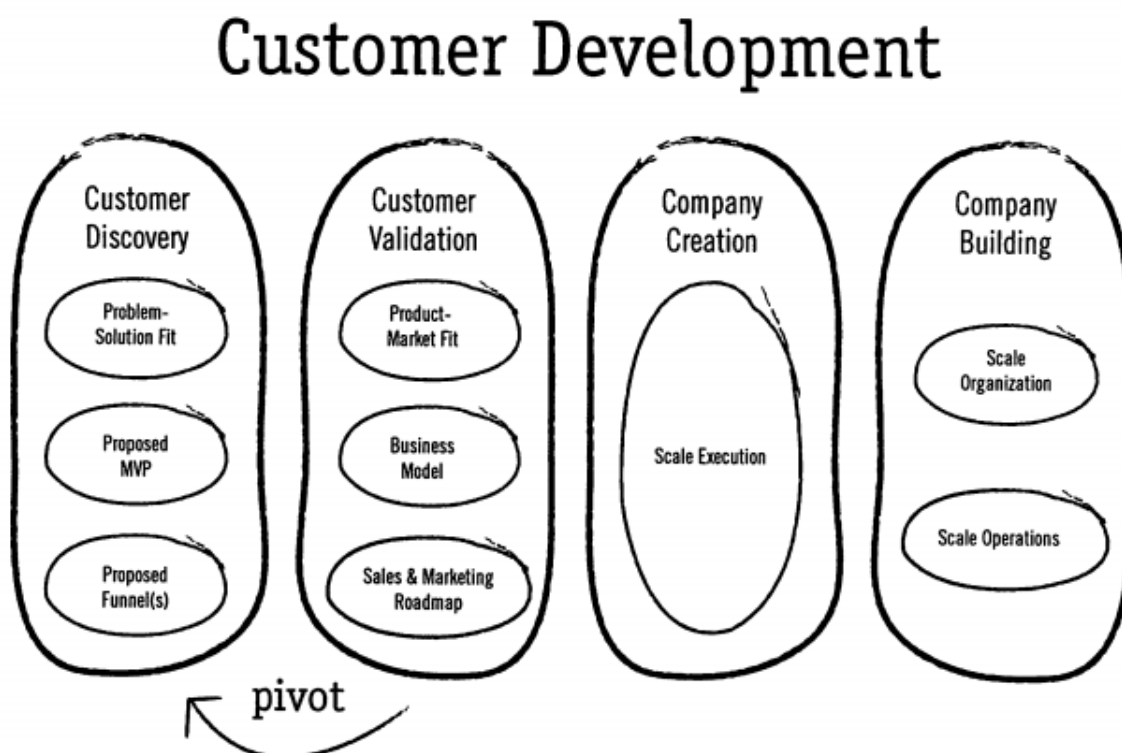 Customer Development
Customer
Discovery
Problem-
Solution Fit
Proposed
MVP
Proposed
Funnel(s)
Customer
Validation
Product-
Market Fit
Business
Model
Sales & Marketing
Roadmap
Company
Creation
Scale Execution
Company
Building
Scale
Organization
Scale Operations
pivot